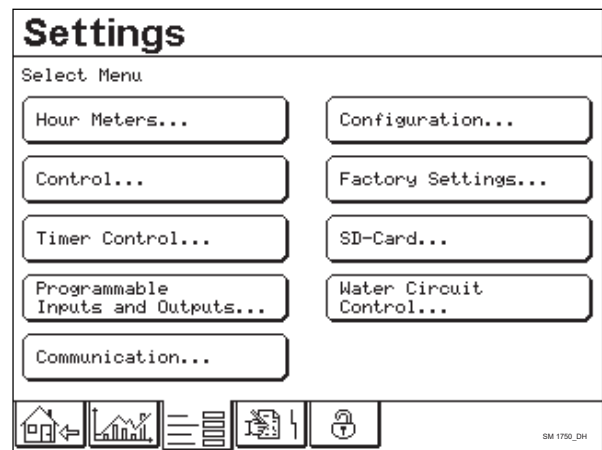 Settings
Select Menu
Hour Meters...
Configuration...
Control...
Factory Settings...
Timer Control...
SD-Card...
Programmable
Inputs and Outputs...
Water Circuit
Control...
Communication...
SM 1750_DH